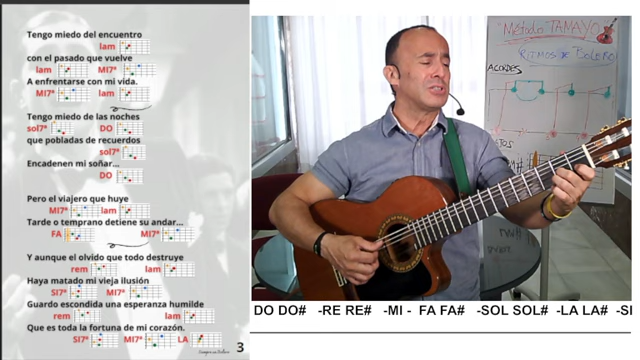 Tengo miedo del encuentro
lam
con el pasado que vuelve
lam MI7ª
A enfrentarse con mi vida.
MI7ª lam
Tengo miedo de las noches
sol7ª DO
que pobladas de recuerdos
sol7ª
Encadenen mi soñar...
DO
Pero el viajero que huye
MI7ª lam
Tarde o temprano detiene su andar...
FA MI7ª
Y aunque el olvido que todo destruye
rem lam
Haya matado mi vieja ilusión
SI7ª MI7ª
Guardo escondida una esperanza humilde
rem lam
Que es toda la fortuna de mi corazón.
SI7ª MI7ª LA
3
Método TAMAYO
RITMOS DE BOLERO
ACORDES
DO DO# -RE RE# -MI - FA FA# -SOL SOL# -LA LA# -SI